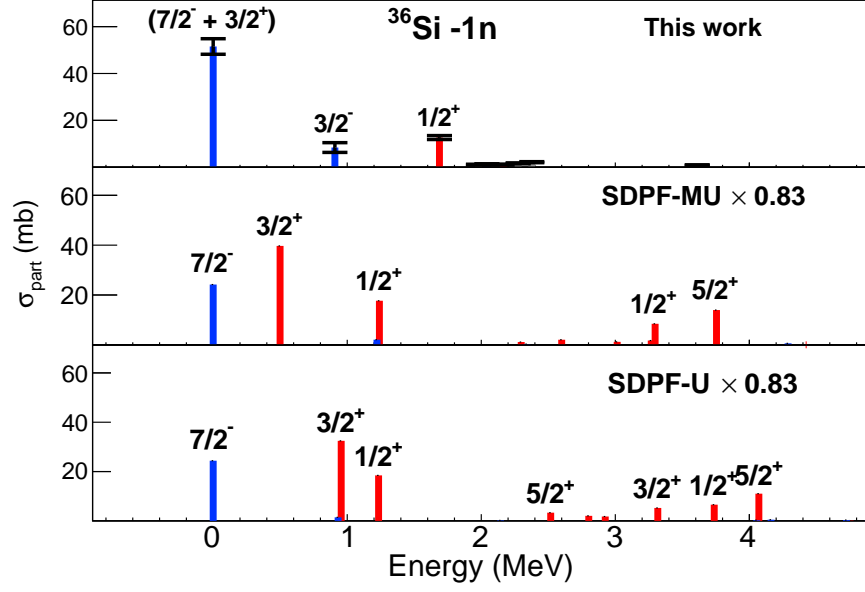 (7/2⁻ + 3/2⁺) ³⁶Si -1n This work
60
40
20
3/2⁻ 1/2⁺
SDPF-MU × 0.83
60
40
20
7/2⁻ 3/2⁺ 1/2⁺ 1/2⁺ 5/2⁺
σpart (mb)
SDPF-U × 0.83
60
40
20
7/2⁻ 3/2⁺ 1/2⁺ 5/2⁺ 3/2⁺ 1/2⁺ 5/2⁺
0 1 2 3 4
Energy (MeV)